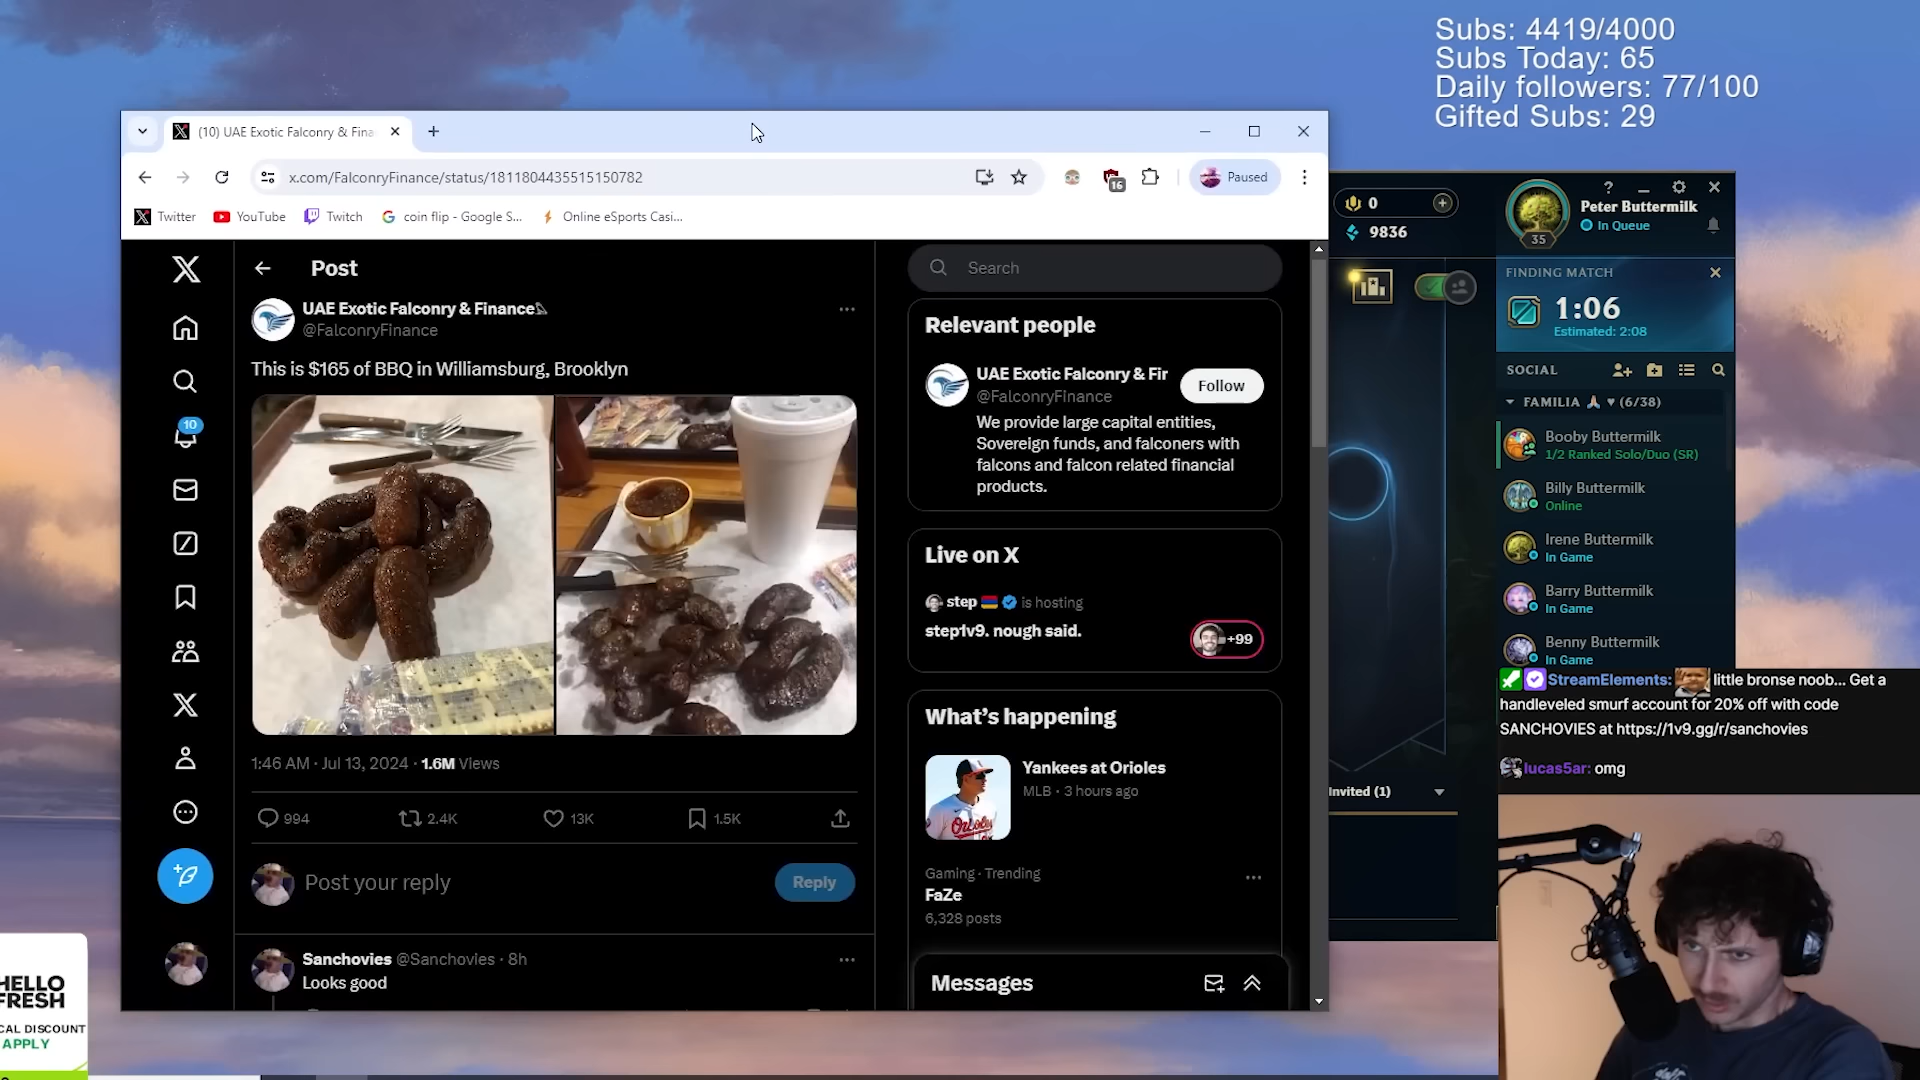 Subs: 4419/4000
Subs Today: 65
Daily followers: 77/100
Gifted Subs: 29
(10) UAE Exotic Falconry & Fina
x.com/FalconryFinance/status/1811804435515150782
16
Paused
Twitter
YouTube
Twitch
coin flip - Google S...
Online eSports Casi...
Post
UAE Exotic Falconry & Finance
@FalconryFinance
This is $165 of BBQ in Williamsburg, Brooklyn
1:46 AM · Jul 13, 2024 · 1.6M Views
994
2.4K
13K
1.5K
Post your reply
Reply
Sanchovies @Sanchovies · 8h
Looks good
10
Search
Relevant people
UAE Exotic Falconry & Fir
@FalconryFinance
Follow
We provide large capital entities,
Sovereign funds, and falconers with
falcons and falcon related financial
products.
Live on X
step is hosting
step1v9. nough said.
+99
What's happening
Yankees at Orioles
MLB · 3 hours ago
Gaming · Trending
FaZe
6,328 posts
Messages
0
9836
35
Peter Buttermilk
In Queue
FINDING MATCH
1:06
Estimated: 2:08
SOCIAL
FAMILIA 🙏 ♥ (6/38)
Booby Buttermilk
1/2 Ranked Solo/Duo (SR)
Billy Buttermilk
Online
Irene Buttermilk
In Game
Barry Buttermilk
In Game
Benny Buttermilk
In Game
Invited (1)
StreamElements: little bronse noob... Get a
handleveled smurf account for 20% off with code
SANCHOVIES at https://1v9.gg/r/sanchovies
lucas5ar: omg
HELLO
FRESH
CAL DISCOUNT
APPLY